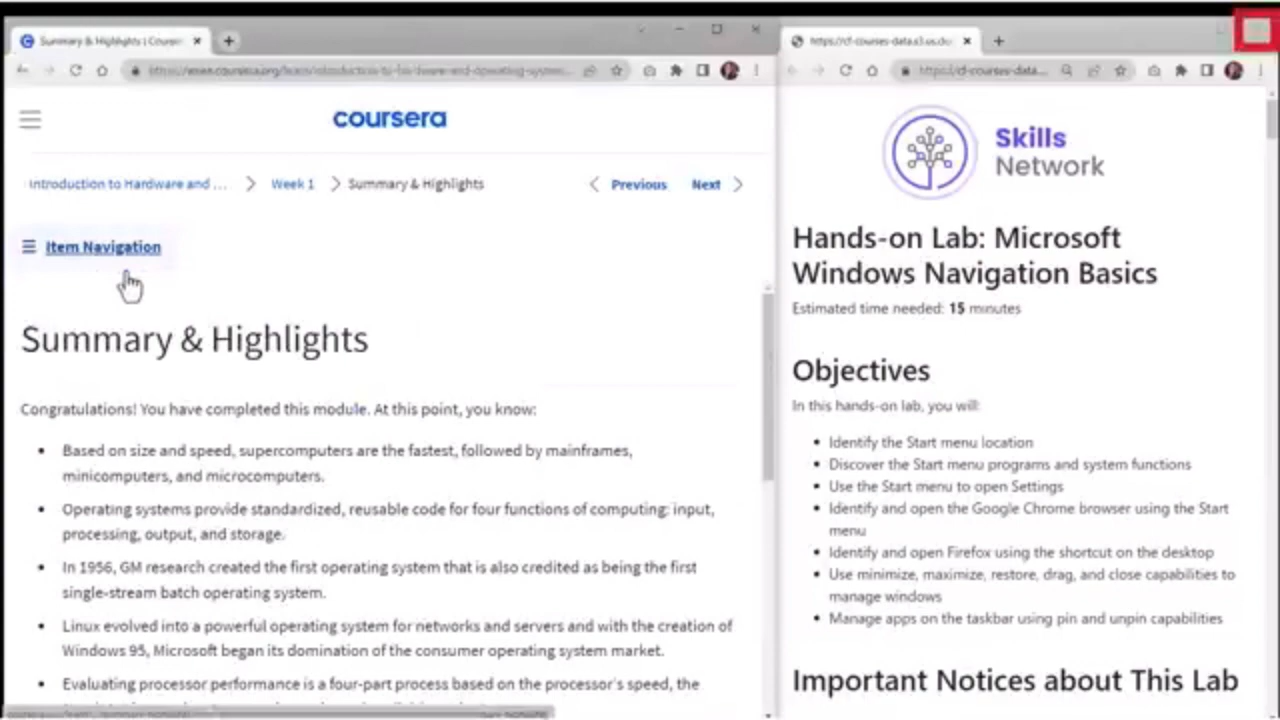 Summary & Highlights | Courser
coursera
Introduction to Hardware and ...
Week 1
Summary & Highlights
Previous
Next
Item Navigation
Summary & Highlights
Congratulations! You have completed this module. At this point, you know:
Based on size and speed, supercomputers are the fastest, followed by mainframes,
minicomputers, and microcomputers.
Operating systems provide standardized, reusable code for four functions of computing: input,
processing, output, and storage.
In 1956, GM research created the first operating system that is also credited as being the first
single-stream batch operating system.
Linux evolved into a powerful operating system for networks and servers and with the creation of
Windows 95, Microsoft began its domination of the consumer operating system market.
Evaluating processor performance is a four-part process based on the processor's speed, the
https://cf-courses-data...
Skills
Network
Hands-on Lab: Microsoft
Windows Navigation Basics
Estimated time needed: 15 minutes
Objectives
In this hands-on lab, you will:
Identify the Start menu location
Discover the Start menu programs and system functions
Use the Start menu to open Settings
Identify and open the Google Chrome browser using the Start
menu
Identify and open Firefox using the shortcut on the desktop
Use minimize, maximize, restore, drag, and close capabilities to
manage windows
Manage apps on the taskbar using pin and unpin capabilities
Important Notices about This Lab